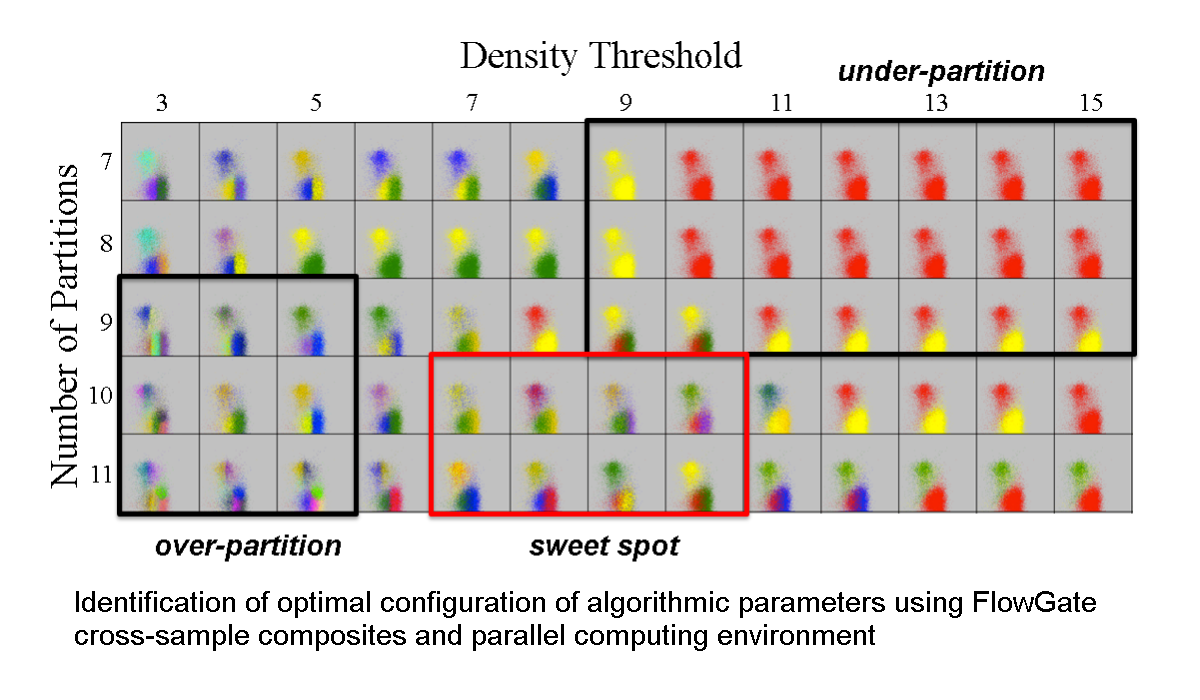 Density Threshold
under-partition
3 5 7 9 11 13 15
Number of Partitions
7
8
9
10
11
over-partition
sweet spot
Identification of optimal configuration of algorithmic parameters using FlowGate
cross-sample composites and parallel computing environment